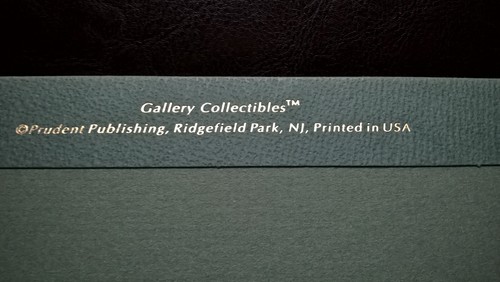 Gallery Collectibles™
©Prudent Publishing, Ridgefield Park, NJ, Printed in USA